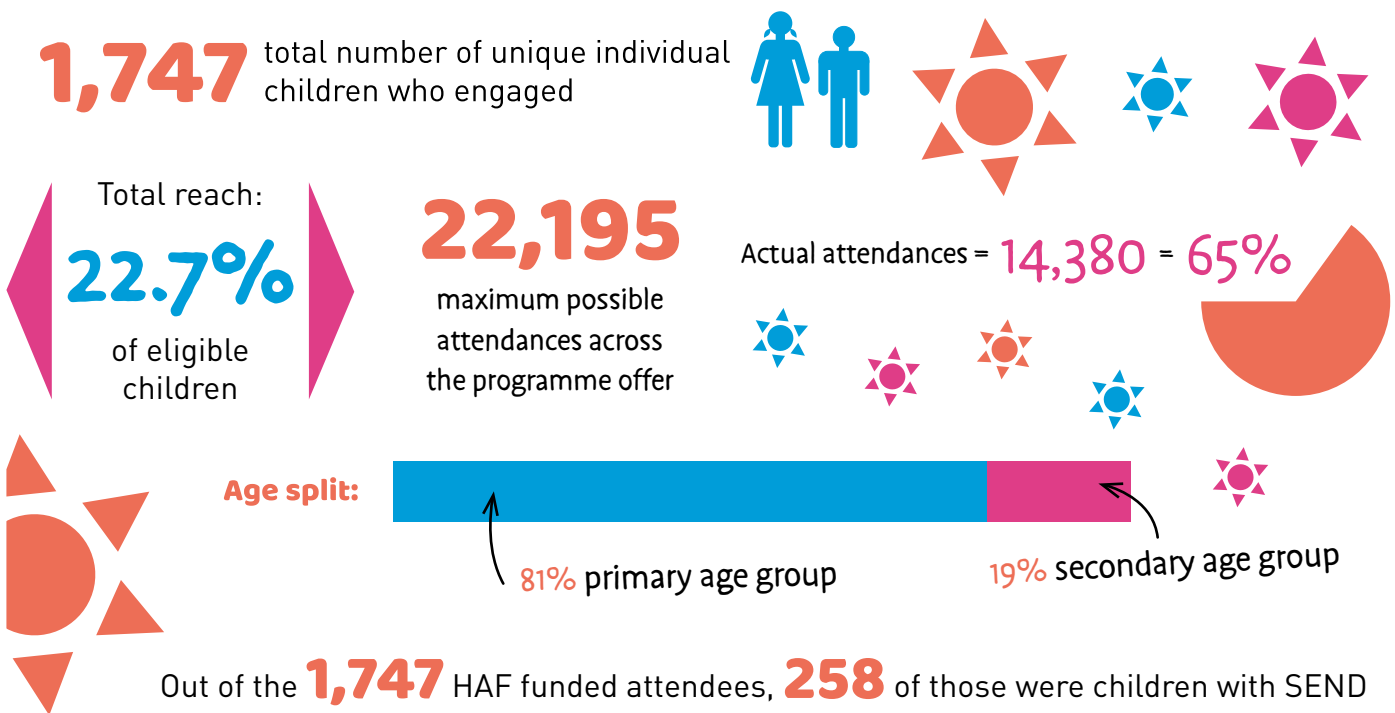 1,747 total number of unique individual
children who engaged
Total reach:
22.7%
of eligible
children
22,195
maximum possible
attendances across
the programme offer
Actual attendances = 14,380 = 65%
Age split:
81% primary age group
19% secondary age group
Out of the 1,747 HAF funded attendees, 258 of those were children with SEND